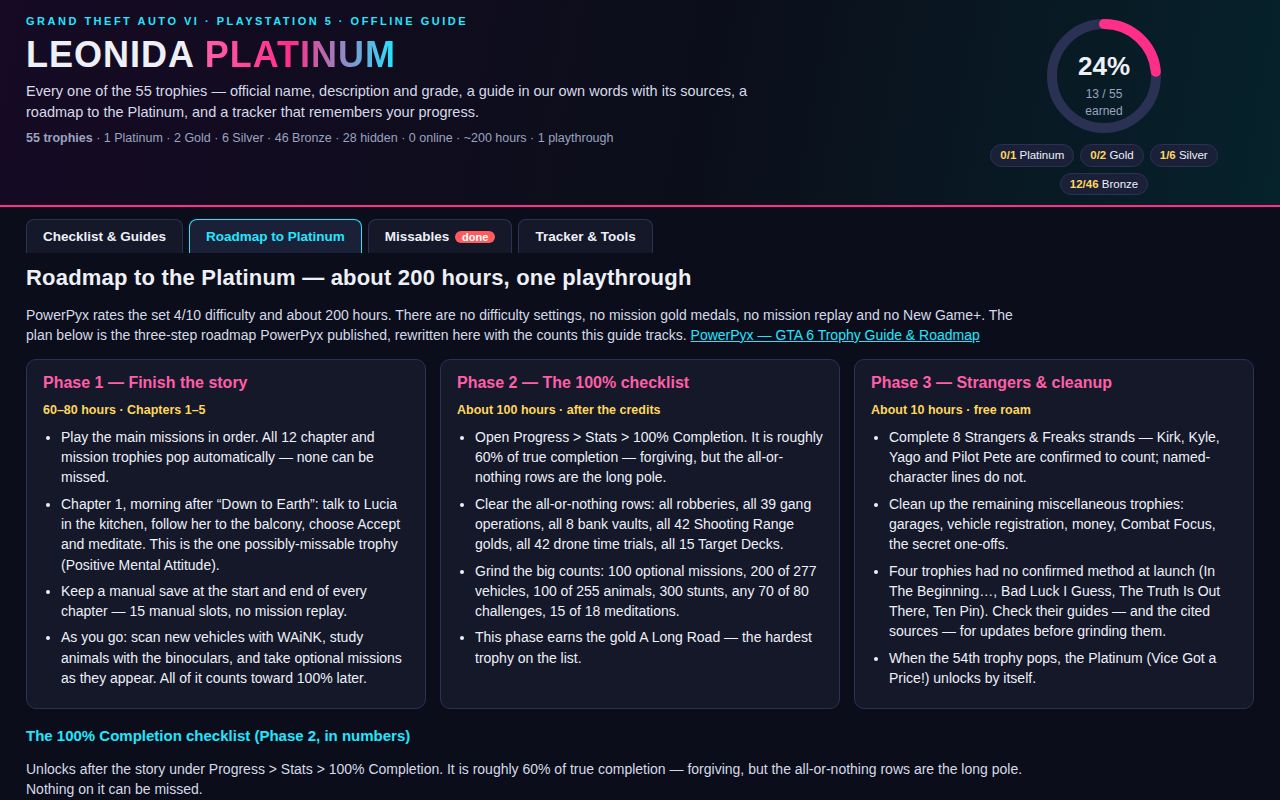 GRAND THEFT AUTO VI · PLAYSTATION 5 · OFFLINE GUIDE
LEONIDA PLATINUM
Every one of the 55 trophies — official name, description and grade, a guide in our own words with its sources, a
roadmap to the Platinum, and a tracker that remembers your progress.
55 trophies · 1 Platinum · 2 Gold · 6 Silver · 46 Bronze · 28 hidden · 0 online · ~200 hours · 1 playthrough
24%
13 / 55
earned
0/1 Platinum
0/2 Gold
1/6 Silver
12/46 Bronze
Checklist & Guides
Roadmap to Platinum
Missables done
Tracker & Tools
Roadmap to the Platinum — about 200 hours, one playthrough
PowerPyx rates the set 4/10 difficulty and about 200 hours. There are no difficulty settings, no mission gold medals, no mission replay and no New Game+. The
plan below is the three-step roadmap PowerPyx published, rewritten here with the counts this guide tracks. PowerPyx — GTA 6 Trophy Guide & Roadmap
Phase 1 — Finish the story
60–80 hours · Chapters 1–5
• Play the main missions in order. All 12 chapter and
mission trophies pop automatically — none can be
missed.
• Chapter 1, morning after “Down to Earth”: talk to Lucia
in the kitchen, follow her to the balcony, choose Accept
and meditate. This is the one possibly-missable trophy
(Positive Mental Attitude).
• Keep a manual save at the start and end of every
chapter — 15 manual slots, no mission replay.
• As you go: scan new vehicles with WAiNK, study
animals with the binoculars, and take optional missions
as they appear. All of it counts toward 100% later.
Phase 2 — The 100% checklist
About 100 hours · after the credits
• Open Progress > Stats > 100% Completion. It is roughly
60% of true completion — forgiving, but the all-or-
nothing rows are the long pole.
• Clear the all-or-nothing rows: all robberies, all 39 gang
operations, all 8 bank vaults, all 42 Shooting Range
golds, all 42 drone time trials, all 15 Target Decks.
• Grind the big counts: 100 optional missions, 200 of 277
vehicles, 100 of 255 animals, 300 stunts, any 70 of 80
challenges, 15 of 18 meditations.
• This phase earns the gold A Long Road — the hardest
trophy on the list.
Phase 3 — Strangers & cleanup
About 10 hours · free roam
• Complete 8 Strangers & Freaks strands — Kirk, Kyle,
Yago and Pilot Pete are confirmed to count; named-
character lines do not.
• Clean up the remaining miscellaneous trophies:
garages, vehicle registration, money, Combat Focus,
the secret one-offs.
• Four trophies had no confirmed method at launch (In
The Beginning…, Bad Luck I Guess, The Truth Is Out
There, Ten Pin). Check their guides — and the cited
sources — for updates before grinding them.
• When the 54th trophy pops, the Platinum (Vice Got a
Price!) unlocks by itself.
The 100% Completion checklist (Phase 2, in numbers)
Unlocks after the story under Progress > Stats > 100% Completion. It is roughly 60% of true completion — forgiving, but the all-or-nothing rows are the long pole.
Nothing on it can be missed.